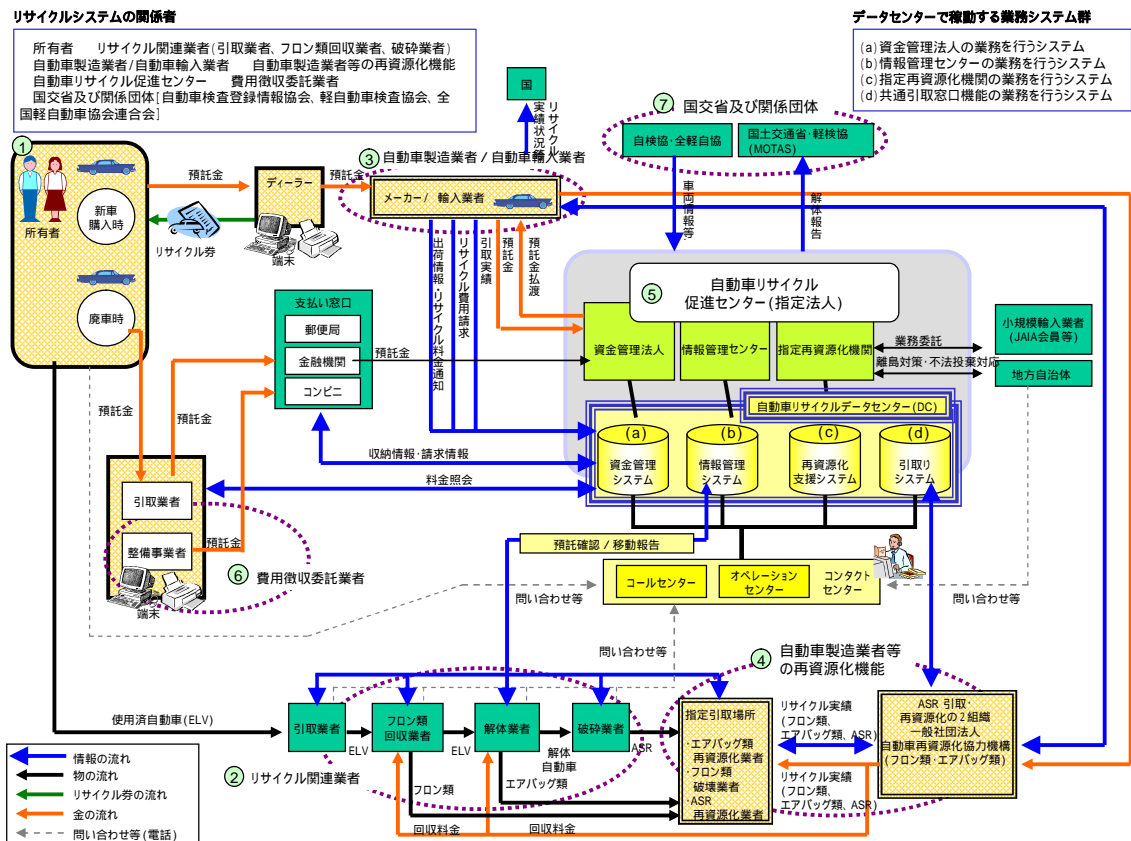 リサイクルシステムの関係者
所有者　リサイクル関連業者(引取業者、フロン類回収業者、破砕業者)
自動車製造業者/自動車輸入業者　自動車製造業者等の再資源化機能
自動車リサイクル促進センター　費用徴収委託業者
国交省及び関係団体[自動車検査登録情報協会、軽自動車検査協会、全
国軽自動車協会連合会]
データセンターで稼動する業務システム群
(a)資金管理法人の業務を行うシステム
(b)情報管理センターの業務を行うシステム
(c)指定再資源化機関の業務を行うシステム
(d)共通引取窓口機能の業務を行うシステム
国
リサイクル
実績状況等
⑦ 国交省及び関係団体
自検協・全軽自協
国土交通省・軽検協
(MOTAS)
車両情報等
解体報告
①
所有者
新車
購入時
廃車時
預託金
リサイクル券
ディーラー
端末
預託金
③ 自動車製造業者/自動車輸入業者
メーカー/ 輸入業者
出荷情報・リサイクル料金通知
リサイクル費用請求
引取実績
預託金
預託金払渡
支払い窓口
郵便局
金融機関
コンビニ
預託金
⑤
自動車リサイクル
促進センター(指定法人)
資金管理法人
情報管理センター
指定再資源化機関
業務委託
離島対策・不法投棄対応
小規模輸入業者
(JAIA会員等)
地方自治体
自動車リサイクルデータセンター(DC)
(a)
資金管理
システム
(b)
情報管理
システム
(c)
再資源化
支援システム
(d)
引取り
システム
収納情報・請求情報
料金照会
預託金
預託金
預託金
引取業者
整備事業者
預託金
端末
⑥ 費用徴収委託業者
預託確認/移動報告
コールセンター
オペレーション
センター
コンタクト
センター
問い合わせ等
問い合わせ等
問い合わせ等
④ 自動車製造業者等
の再資源化機能
使用済自動車(ELV)
引取業者
ELV
フロン類
回収業者
ELV
解体業者
解体
自動車
破砕業者
ASR
② リサイクル関連業者
フロン類
エアバッグ類
回収料金
回収料金
指定引取場所
・エアバッグ類
再資源化業者
・フロン類
破壊業者
・ASR
再資源化業者
リサイクル実績
(フロン類、
エアバッグ類、ASR)
リサイクル実績
(フロン類、
エアバッグ類、ASR)
ASR 引取・
再資源化の2組織
一般社団法人
自動車再資源化協力機構
(フロン類・エアバッグ類)
情報の流れ
物の流れ
リサイクル券の流れ
金の流れ
問い合わせ等(電話)